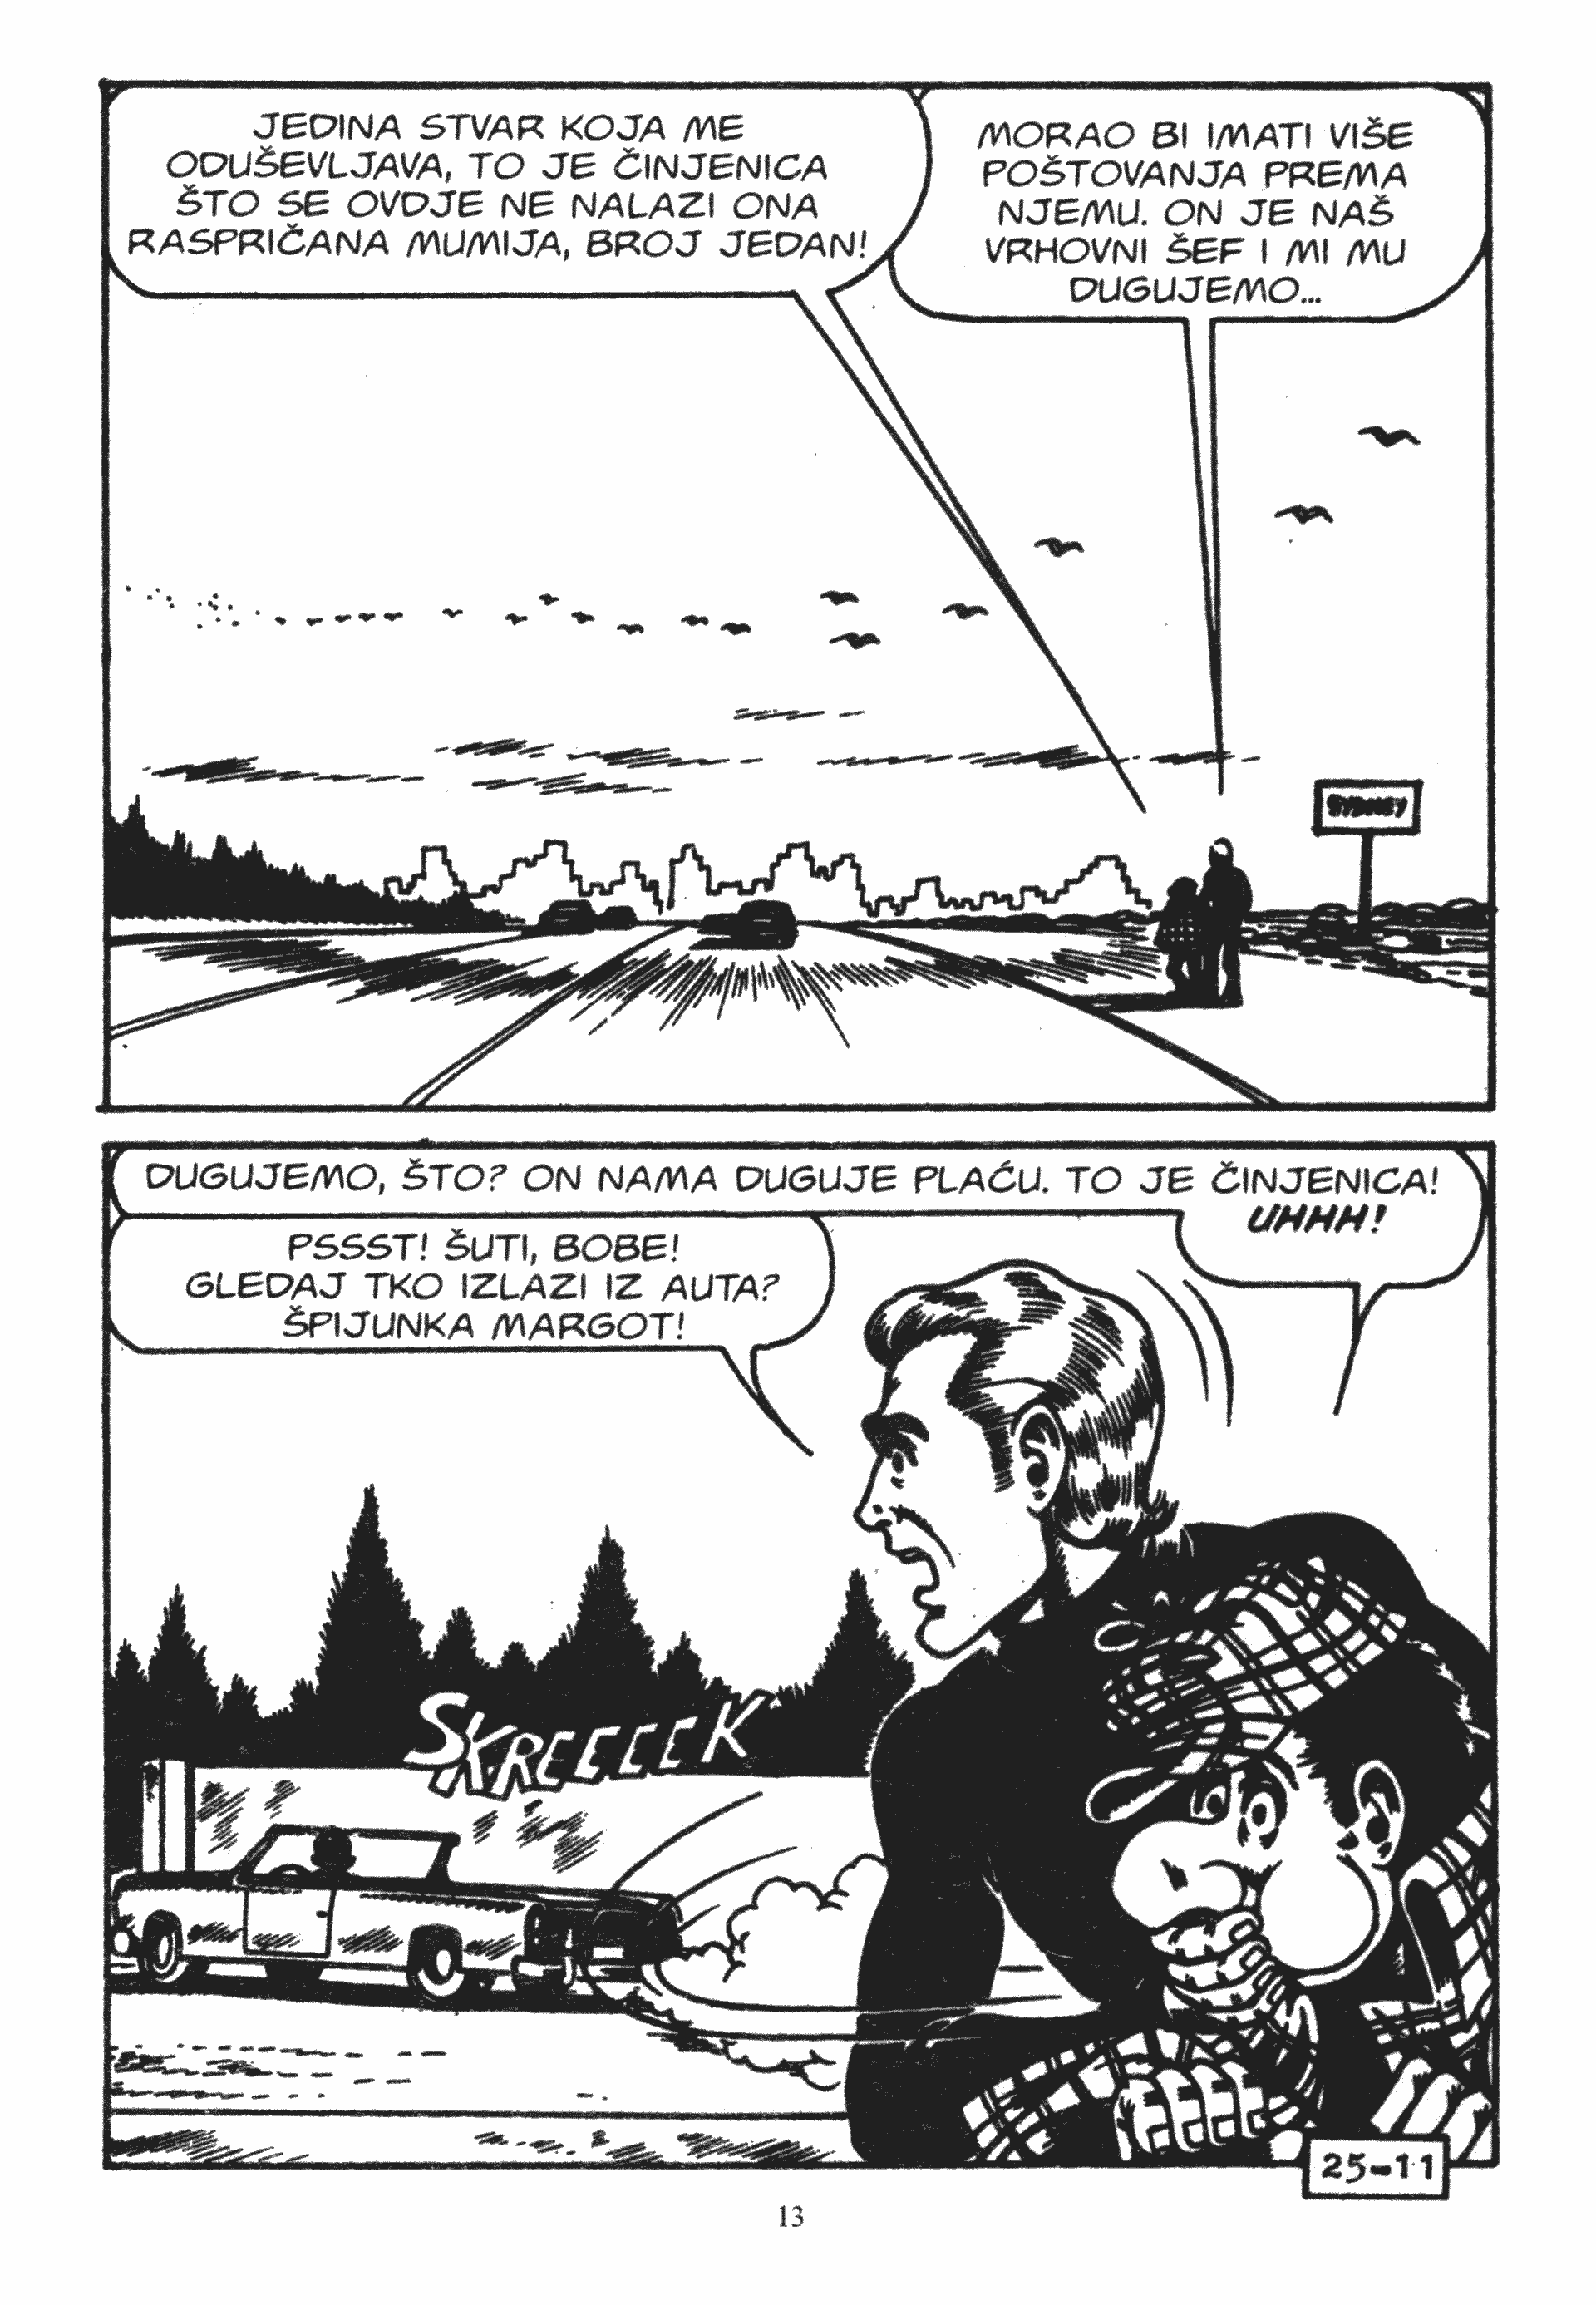 JEDINA STVAR KOJA ME
ODUŠEVLJAVA, TO JE ČINJENICA
ŠTO SE OVDJE NE NALAZI ONA
RASPRIČANA MUMIJA, BROJ JEDAN!
MORAO BI IMATI VIŠE
POŠTOVANJA PREMA
NJEMU. ON JE NAŠ
VRHOVNI ŠEF I MI MU
DUGUJEMO...
SYDNEY
DUGUJEMO, ŠTO? ON NAMA DUGUJE PLAĆU. TO JE ČINJENICA!
UHHH!
PSSST! ŠUTI, BOBE!
GLEDAJ TKO IZLAZI IZ AUTA?
ŠPIJUNKA MARGOT!
SKREEEEK
25-11
13